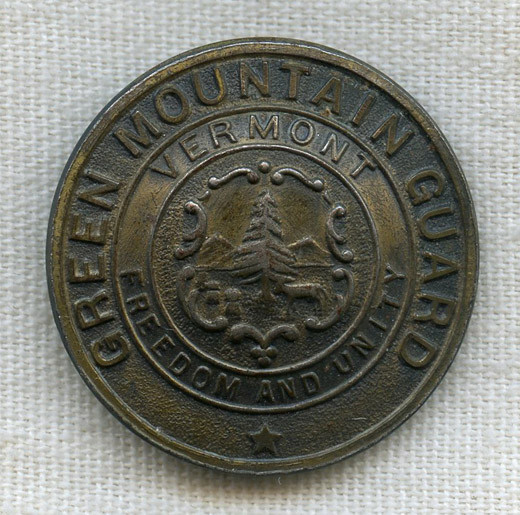 GREEN MOUNTAIN GUARD
VERMONT
FREEDOM AND UNITY